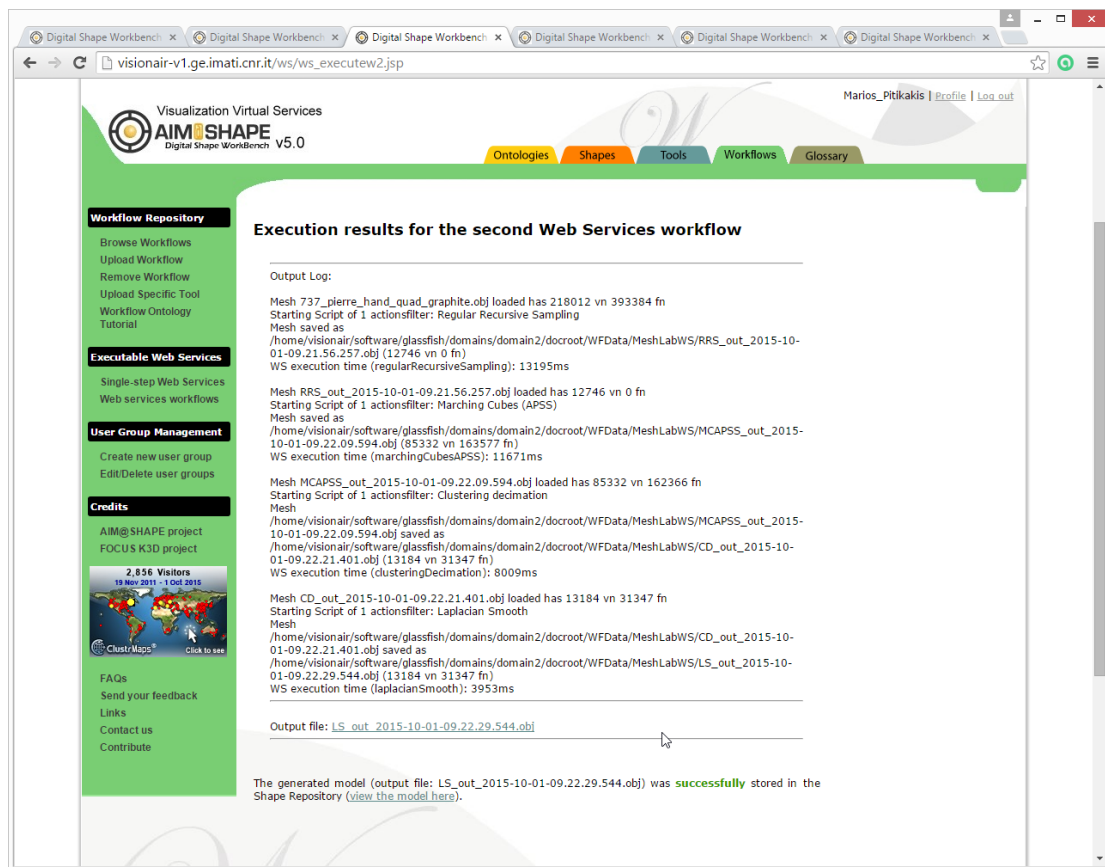 Digital Shape Workbench
Digital Shape Workbench
Digital Shape Workbench
Digital Shape Workbench
Digital Shape Workbench
Digital Shape Workbench
visionair-v1.ge.imati.cnr.it/ws/ws_executew2.jsp
Marios_Pitikakis | Profile | Log out
Visualization Virtual Services
AIM@SHAPE
Digital Shape WorkBench v5.0
Ontologies Shapes Tools Workflows Glossary
Workflow Repository
Browse Workflows
Upload Workflow
Remove Workflow
Upload Specific Tool
Workflow Ontology
Tutorial
Executable Web Services
Single-step Web Services
Web services workflows
User Group Management
Create new user group
Edit/Delete user groups
Credits
AIM@SHAPE project
FOCUS K3D project
2,856 Visitors
19 Nov 2011 - 1 Oct 2015
ClustrMaps® Click to see
FAQs
Send your feedback
Links
Contact us
Contribute
Execution results for the second Web Services workflow
Output Log:
Mesh 737_pierre_hand_quad_graphite.obj loaded has 218012 vn 393384 fn
Starting Script of 1 actionsfilter: Regular Recursive Sampling
Mesh saved as
/home/visionair/software/glassfish/domains/domain2/docroot/WFData/MeshLabWS/RRS_out_2015-10-
01-09.21.56.257.obj (12746 vn 0 fn)
WS execution time (regularRecursiveSampling): 13195ms
Mesh RRS_out_2015-10-01-09.21.56.257.obj loaded has 12746 vn 0 fn
Starting Script of 1 actionsfilter: Marching Cubes (APSS)
Mesh saved as
/home/visionair/software/glassfish/domains/domain2/docroot/WFData/MeshLabWS/MCAPSS_out_2015-
10-01-09.22.09.594.obj (85332 vn 163577 fn)
WS execution time (marchingCubesAPSS): 11671ms
Mesh MCAPSS_out_2015-10-01-09.22.09.594.obj loaded has 85332 vn 162366 fn
Starting Script of 1 actionsfilter: Clustering decimation
Mesh
/home/visionair/software/glassfish/domains/domain2/docroot/WFData/MeshLabWS/MCAPSS_out_2015-
10-01-09.22.09.594.obj saved as
/home/visionair/software/glassfish/domains/domain2/docroot/WFData/MeshLabWS/CD_out_2015-10-
01-09.22.21.401.obj (13184 vn 31347 fn)
WS execution time (clusteringDecimation): 8009ms
Mesh CD_out_2015-10-01-09.22.21.401.obj loaded has 13184 vn 31347 fn
Starting Script of 1 actionsfilter: Laplacian Smooth
Mesh
/home/visionair/software/glassfish/domains/domain2/docroot/WFData/MeshLabWS/CD_out_2015-10-
01-09.22.21.401.obj saved as
/home/visionair/software/glassfish/domains/domain2/docroot/WFData/MeshLabWS/LS_out_2015-10-
01-09.22.29.544.obj (13184 vn 31347 fn)
WS execution time (laplacianSmooth): 3953ms
Output file: LS_out_2015-10-01-09.22.29.544.obj
The generated model (output file: LS_out_2015-10-01-09.22.29.544.obj) was successfully stored in the
Shape Repository (view the model here).